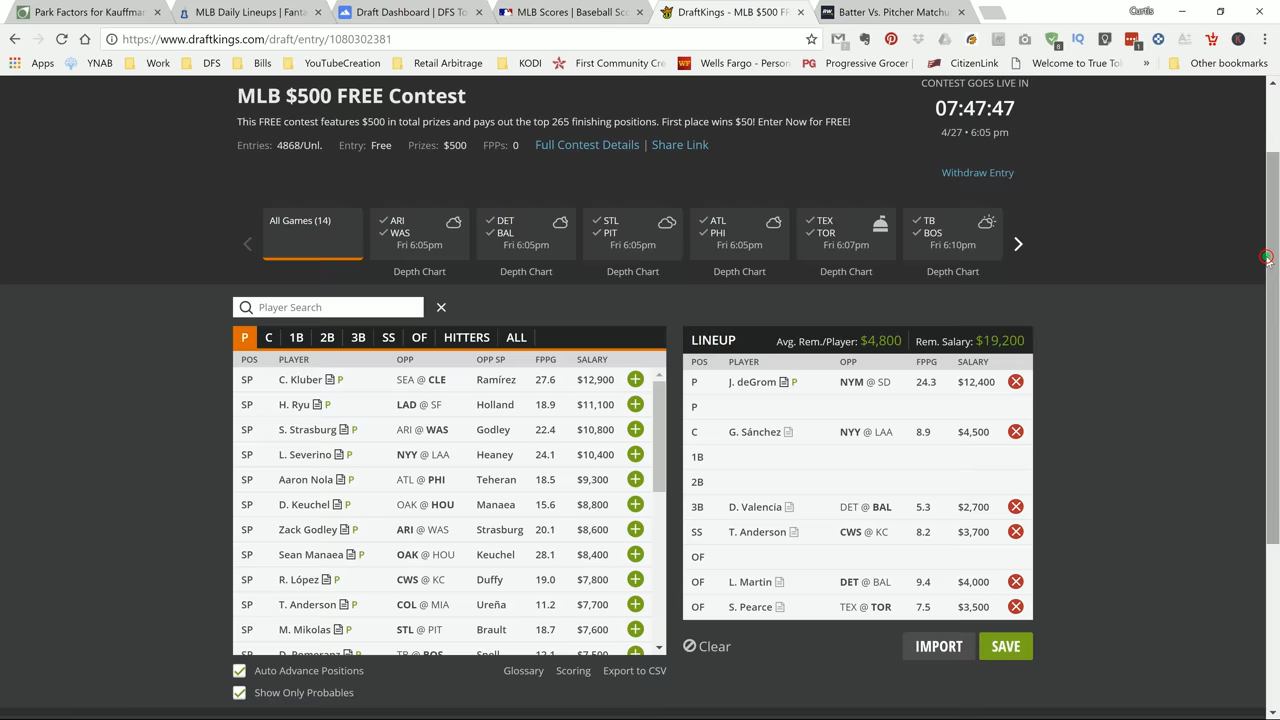 Park Factors for Kauffman
MLB Daily Lineups | Fanta
Draft Dashboard | DFS To
MLB Scores | Baseball Sco
DraftKings - MLB $500 FR
Batter Vs. Pitcher Matchu
Curtis
https://www.draftkings.com/draft/entry/1080302381
Apps YNAB Work DFS Bills YouTubeCreation Retail Arbitrage KODI First Community Cre Wells Fargo - Person Progressive Grocer CitizenLink Welcome to True To Other bookmarks
MLB $500 FREE Contest
This FREE contest features $500 in total prizes and pays out the top 265 finishing positions. First place wins $50! Enter Now for FREE!
Entries: 4868/Unl. Entry: Free Prizes: $500 FPPs: 0 Full Contest Details | Share Link
CONTEST GOES LIVE IN
07:47:47
4/27 • 6:05 pm
Withdraw Entry
All Games (14)
ARI
WAS
Fri 6:05pm
Depth Chart
DET
BAL
Fri 6:05pm
Depth Chart
STL
PIT
Fri 6:05pm
Depth Chart
ATL
PHI
Fri 6:05pm
Depth Chart
TEX
TOR
Fri 6:07pm
Depth Chart
TB
BOS
Fri 6:10pm
Depth Chart
Player Search
P C 1B 2B 3B SS OF HITTERS ALL
POS PLAYER OPP OPP SP FPPG SALARY
SP C. Kluber P SEA @ CLE Ramírez 27.6 $12,900
SP H. Ryu P LAD @ SF Holland 18.9 $11,100
SP S. Strasburg P ARI @ WAS Godley 22.4 $10,800
SP L. Severino P NYY @ LAA Heaney 24.1 $10,400
SP Aaron Nola P ATL @ PHI Teheran 18.5 $9,300
SP D. Keuchel P OAK @ HOU Manaea 15.6 $8,800
SP Zack Godley P ARI @ WAS Strasburg 20.1 $8,600
SP Sean Manaea P OAK @ HOU Keuchel 28.1 $8,400
SP R. López P CWS @ KC Duffy 19.0 $7,800
SP T. Anderson P COL @ MIA Ureña 11.2 $7,700
SP M. Mikolas P STL @ PIT Brault 18.7 $7,600
SP D. Pomeranz P TB @ BOS Snell 12.1 $7,500
Auto Advance Positions
Show Only Probables
Glossary Scoring Export to CSV
LINEUP Avg. Rem./Player: $4,800 Rem. Salary: $19,200
POS PLAYER OPP FPPG SALARY
P J. deGrom P NYM @ SD 24.3 $12,400
P
C G. Sánchez NYY @ LAA 8.9 $4,500
1B
2B
3B D. Valencia DET @ BAL 5.3 $2,700
SS T. Anderson CWS @ KC 8.2 $3,700
OF
OF L. Martin DET @ BAL 9.4 $4,000
OF S. Pearce TEX @ TOR 7.5 $3,500
Clear IMPORT SAVE